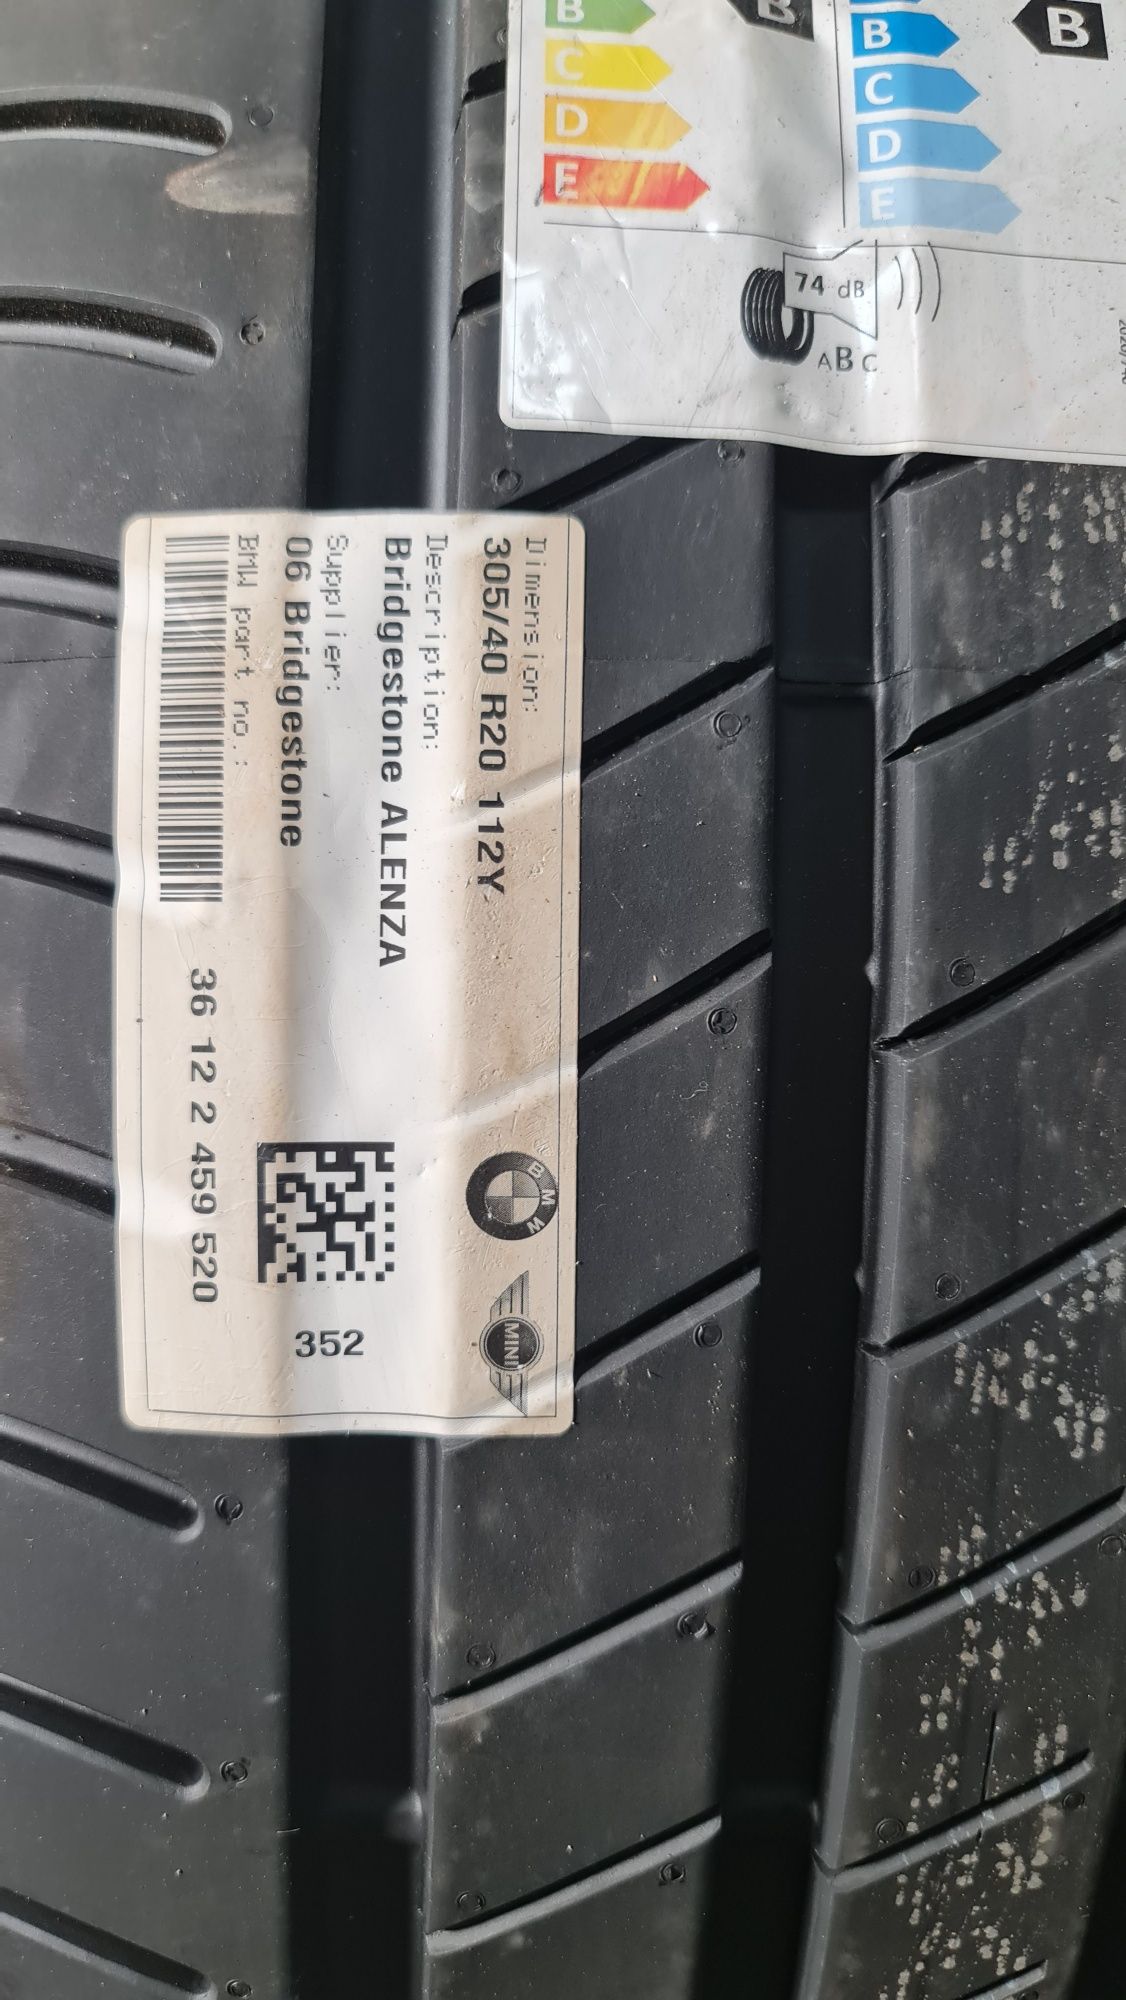 B
C
D
E
B
B
C
D
E
B
74 dB
ABC
Dimension:
305/40 R20 112Y
Description:
Bridgestone ALENZA
Supplier:
06 Bridgestone
BMW part no.:
36 12 2 459 520
352
BMW
MINI